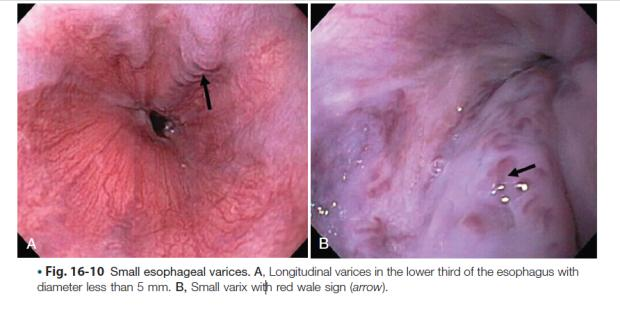 A
B
• Fig. 16-10 Small esophageal varices. A, Longitudinal varices in the lower third of the esophagus with
diameter less than 5 mm. B, Small varix with red wale sign (arrow).